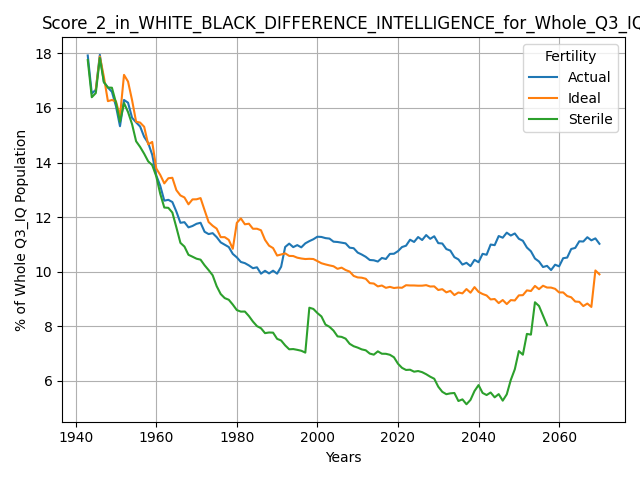 Score_2_in_WHITE_BLACK_DIFFERENCE_INTELLIGENCE_for_Whole_Q3_IQ
Fertility
Actual
Ideal
Sterile
% of Whole Q3_IQ Population
18
16
14
12
10
8
6
1940
1960
1980
2000
2020
2040
2060
Years